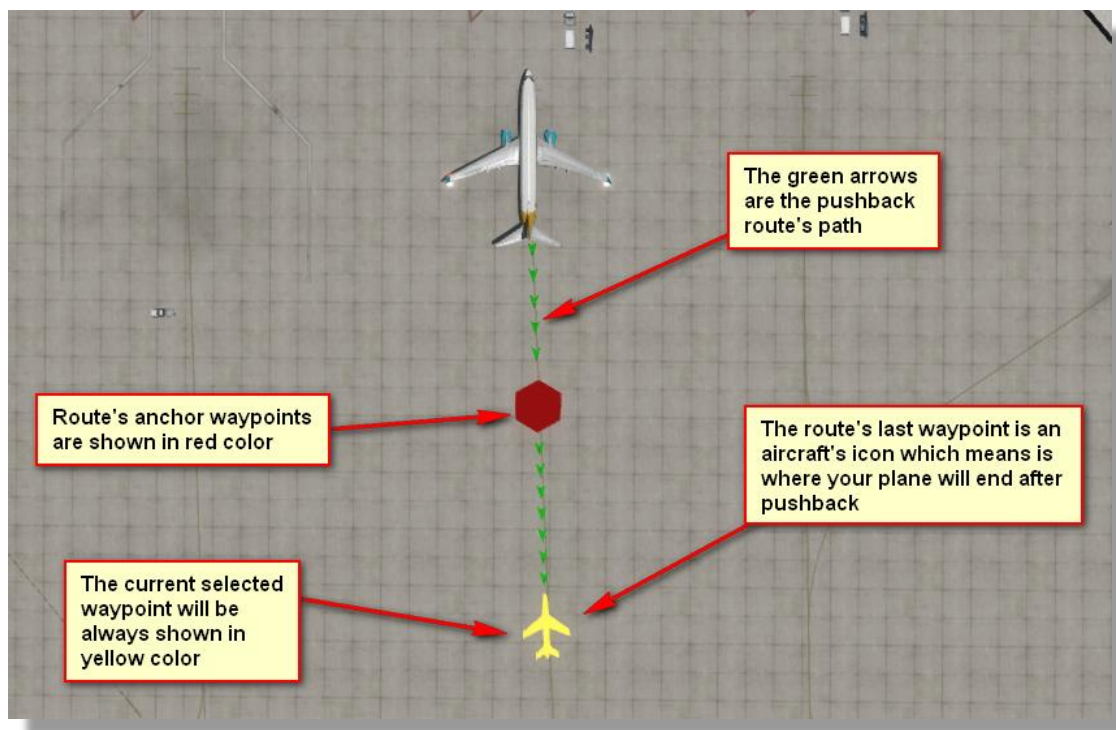 The green arrows
are the pushback
route's path
Route's anchor waypoints
are shown in red color
The route's last waypoint is an
aircraft's icon which means is
where your plane will end after
pushback
The current selected
waypoint will be
always shown in
yellow color